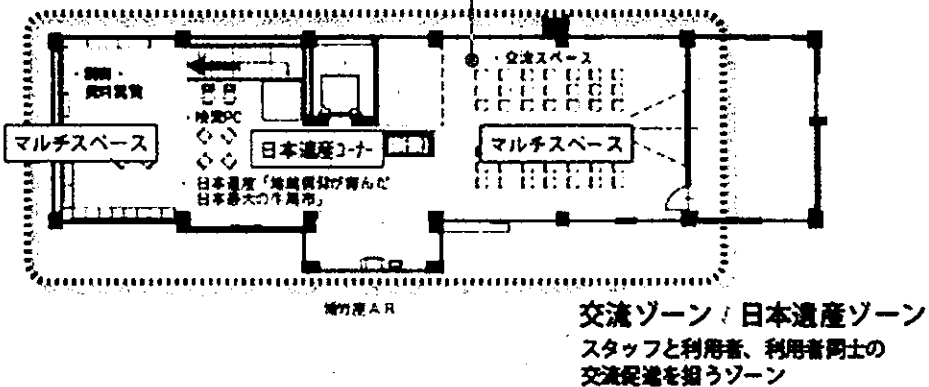 ・交流スペース
・検索PC
マルチスペース
日本遺産コーナー
マルチスペース
・日本遺産「地蔵信仰が育んだ
日本最大の牛馬市」
交流ゾーン / 日本遺産ゾーン
スタッフと利用者、利用者同士の
交流促進を担うゾーン